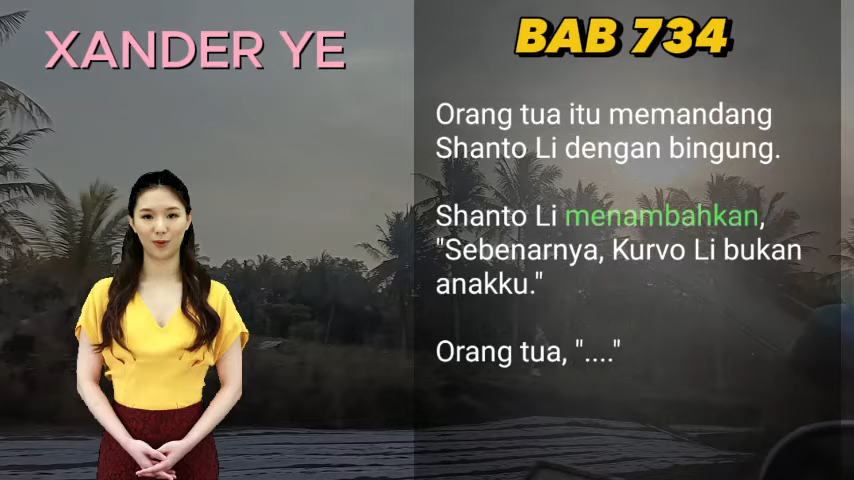 XANDER YE
BAB 734
Orang tua itu memandang
Shanto Li dengan bingung.
Shanto Li menambahkan,
"Sebenarnya, Kurvo Li bukan
anakku."
Orang tua, "...."